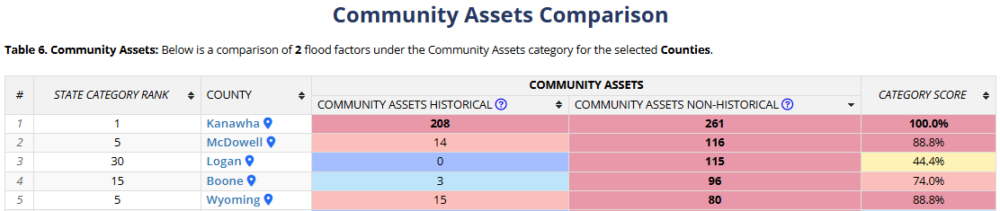 Community Assets Comparison
Table 6. Community Assets: Below is a comparison of 2 flood factors under the Community Assets category for the selected Counties.
# STATE CATEGORY RANK COUNTY COMMUNITY ASSETS CATEGORY SCORE
COMMUNITY ASSETS HISTORICAL ? COMMUNITY ASSETS NON-HISTORICAL ?
1 1 Kanawha 208 261 100.0%
2 5 McDowell 14 116 88.8%
3 30 Logan 0 115 44.4%
4 15 Boone 3 96 74.0%
5 5 Wyoming 15 80 88.8%